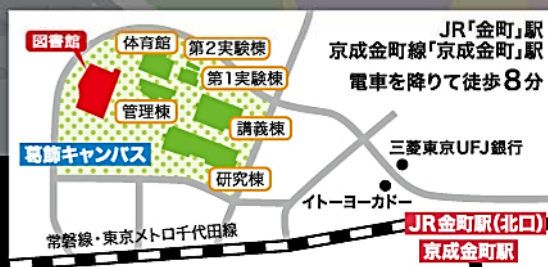 JR「金町」駅
京成金町線「京成金町」駅
電車を降りて徒歩8分
図書館
体育館
第2実験棟
第1実験棟
管理棟
講義棟
葛飾キャンパス
研究棟
三菱東京UFJ銀行
イトーヨーカドー
常磐線・東京メトロ千代田線
JR金町駅(北口)
京成金町駅